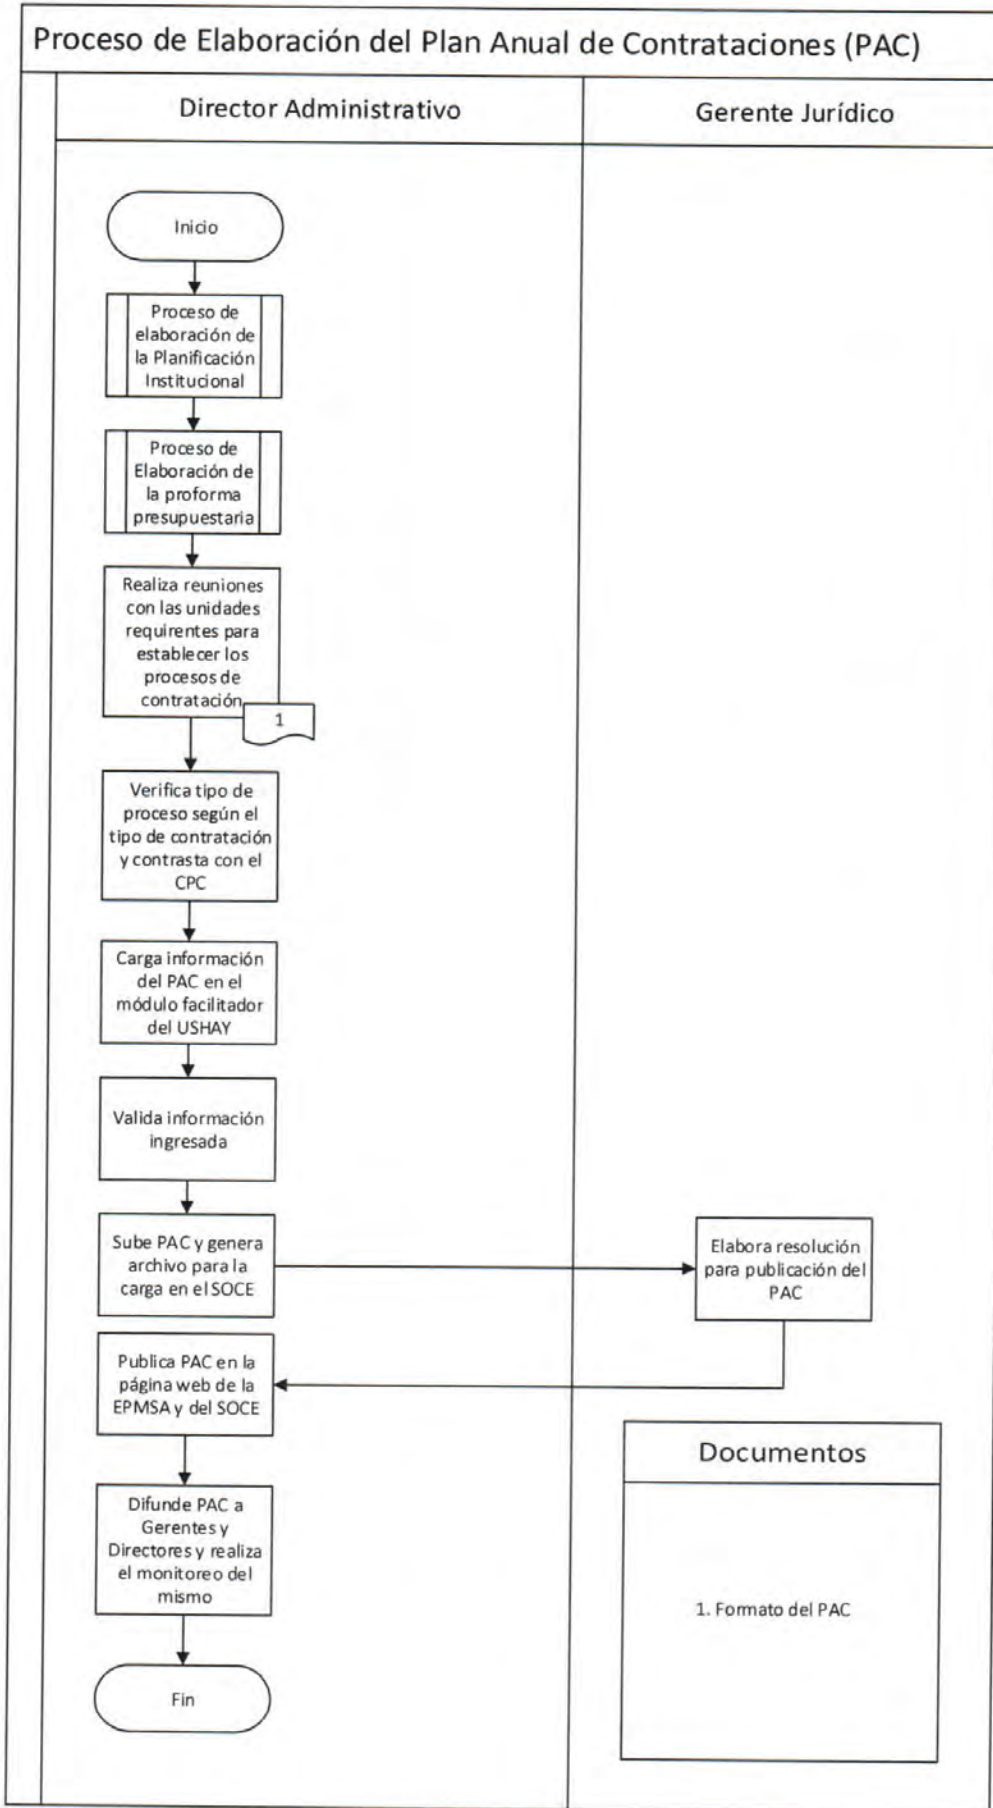 Proceso de Elaboración del Plan Anual de Contrataciones (PAC)
Director Administrativo
Gerente Jurídico
Inicio
Proceso de
elaboración de
la Planificación
Institucional
Proceso de
Elaboración de
la proforma
presupuestaria
Realiza reuniones
con las unidades
requirentes para
establecer los
procesos de
contratación
1
Verifica tipo de
proceso según el
tipo de contratación
y contrasta con el
CPC
Carga información
del PAC en el
módulo facilitador
del USHAY
Valida información
ingresada
Sube PAC y genera
archivo para la
carga en el SOCE
Elabora resolución
para publicación del
PAC
Publica PAC en la
página web de la
EPMSA y del SOCE
Difunde PAC a
Gerentes y
Directores y realiza
el monitoreo del
mismo
Fin
Documentos
1. Formato del PAC